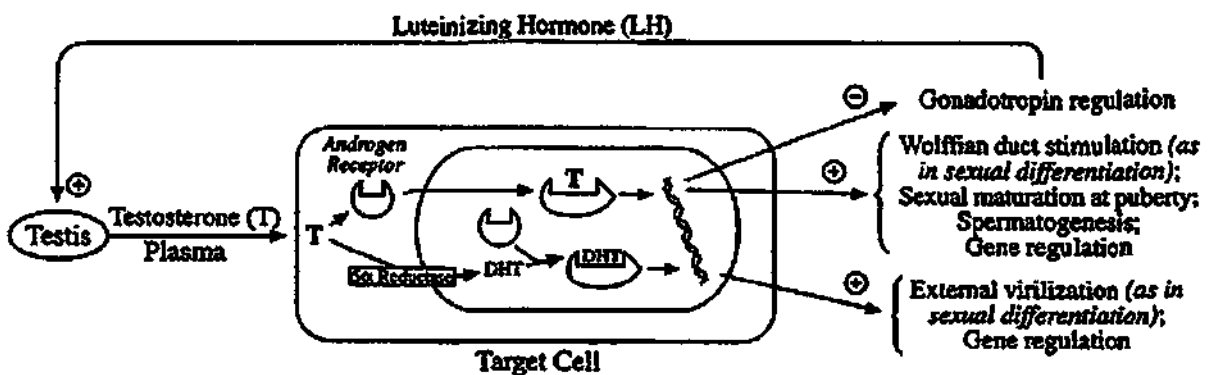 Luteinizing Hormone (LH)
⊖
Gonadotropin regulation
Androgen
Receptor
T
⊕
Wolffian duct stimulation (as
in sexual differentiation);
Sexual maturation at puberty;
Spermatogenesis;
Gene regulation
⊕
Testis
Testosterone (T)
Plasma
T
5α Reductase
DHT
DHT
⊕
External virilization (as in
sexual differentiation);
Gene regulation
Target Cell